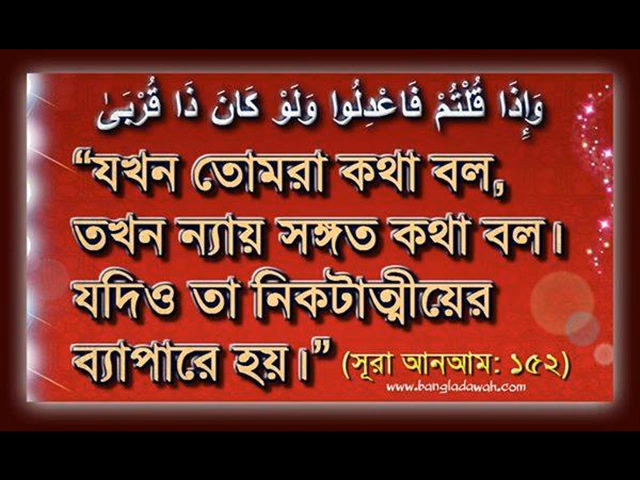 وَإِذَا قُلْتُمْ فَاعْدِلُوا وَلَوْ كَانَ ذَا قُرْبَىٰ
“যখন তোমরা কথা বল,
তখন ন্যায় সঙ্গত কথা বল।
যদিও তা নিকটাত্মীয়ের
ব্যাপারে হয়।” (সূরা আনআম: ১৫২)
www.bangladawah.com